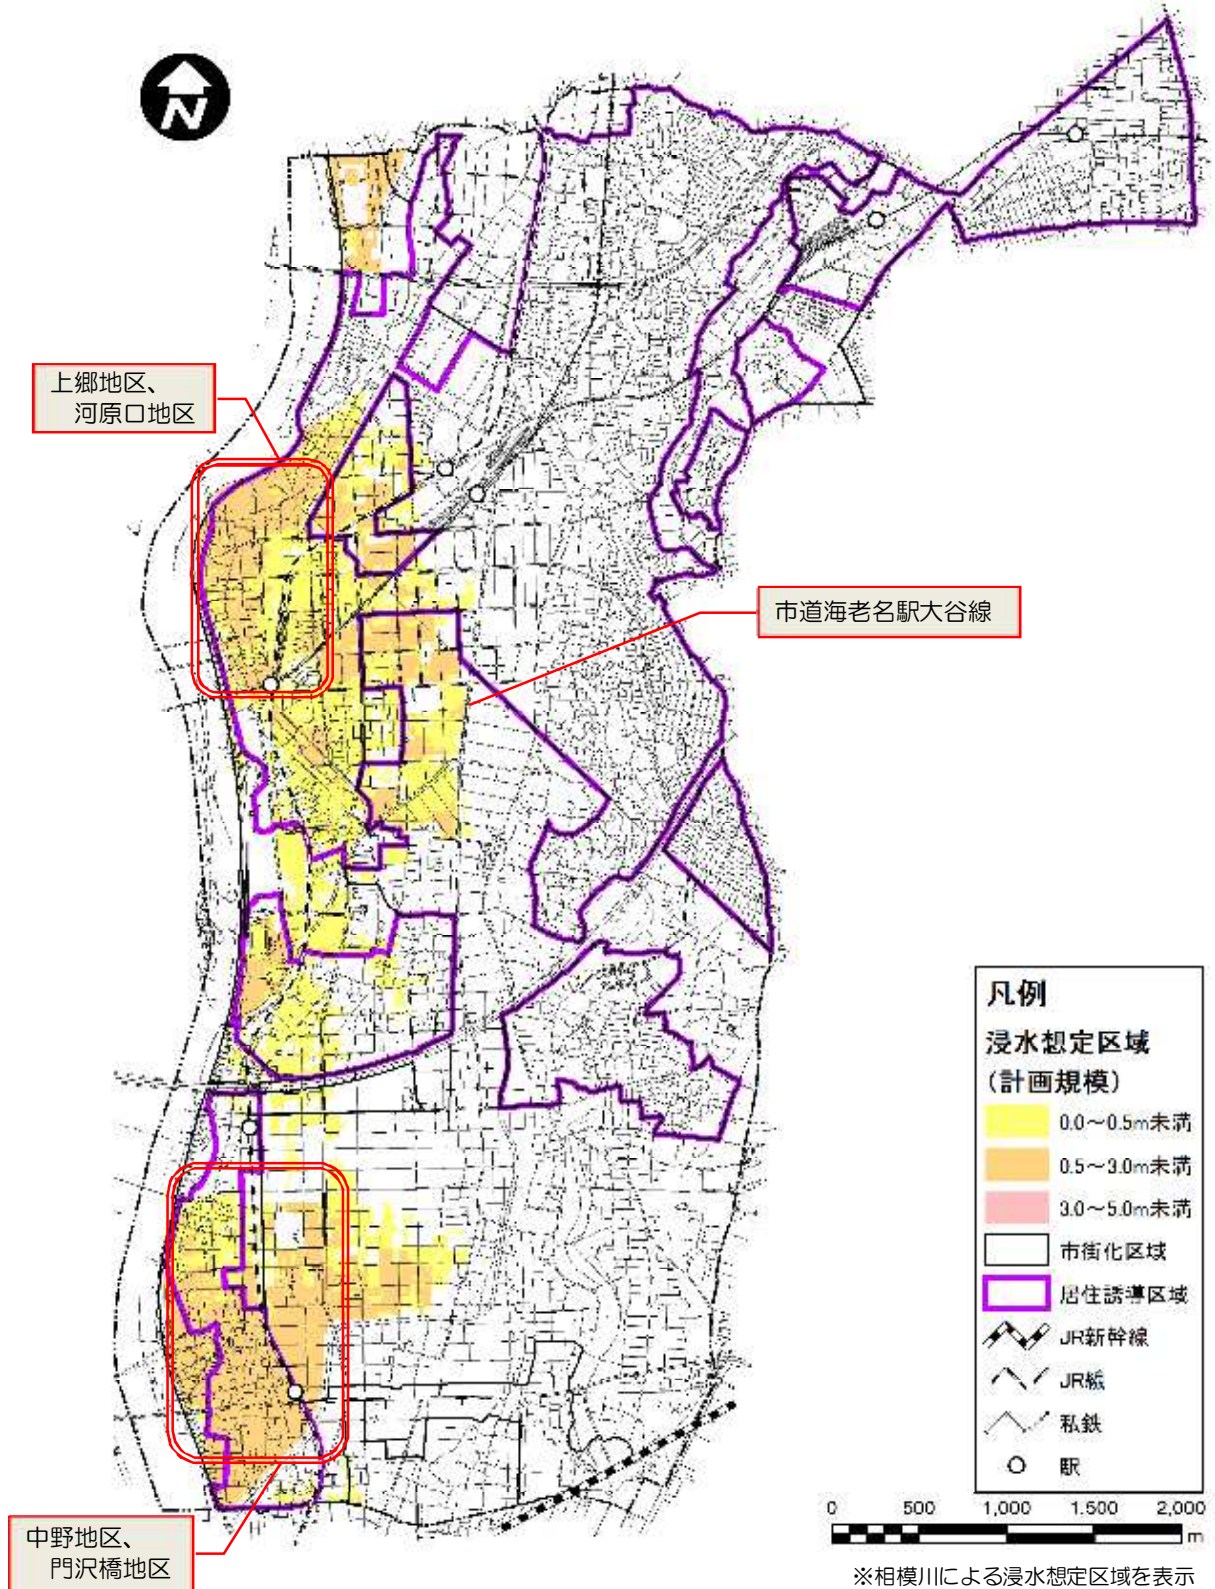 N
上郷地区、
河原口地区
市道海老名駅大谷線
凡例
浸水想定区域
(計画規模)
0.0～0.5m未満
0.5～3.0m未満
3.0～5.0m未満
市街化区域
居住誘導区域
JR新幹線
JR線
私鉄
駅
0 500 1,000 1,500 2,000
m
中野地区、
門沢橋地区
※相模川による浸水想定区域を表示